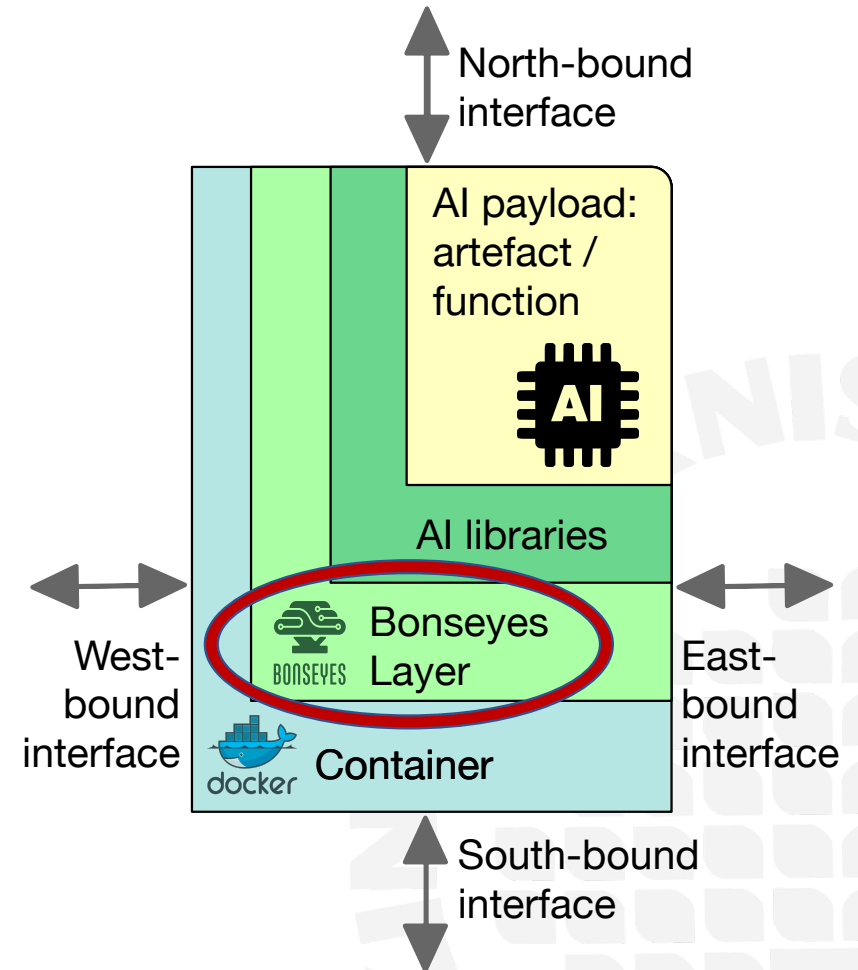 North-bound
interface
AI payload:
artefact /
function
AI
AI libraries
Bonseyes
Layer
BONSEYES
West-
bound
interface
East-
bound
interface
docker
Container
South-bound
interface